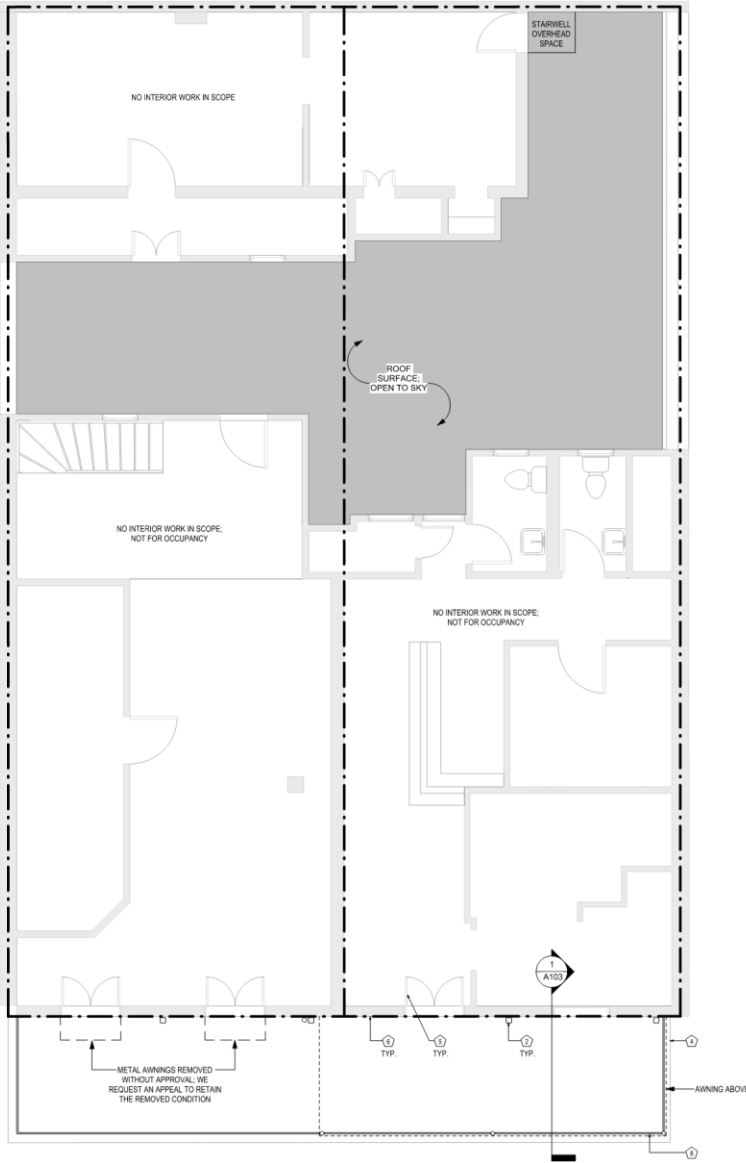 STAIRWELL
OVERHEAD
SPACE
NO INTERIOR WORK IN SCOPE
ROOF
SURFACE;
OPEN TO SKY
NO INTERIOR WORK IN SCOPE;
NOT FOR OCCUPANCY
NO INTERIOR WORK IN SCOPE;
NOT FOR OCCUPANCY
1
A103
6
TYP.
5
TYP.
2
TYP.
4
METAL AWNINGS REMOVED
WITHOUT APPROVAL; WE
REQUEST AN APPEAL TO RETAIN
THE REMOVED CONDITION
AWNING ABOVE
8